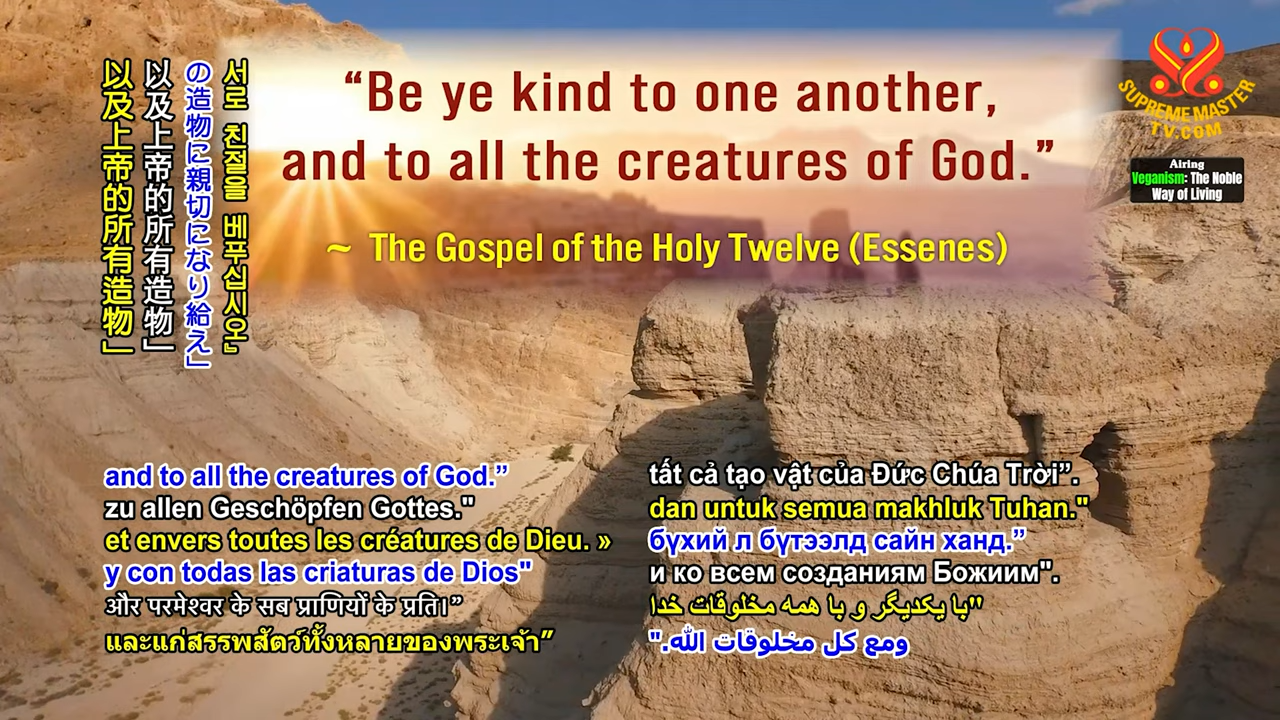 “Be ye kind to one another,
and to all the creatures of God.”
~ The Gospel of the Holy Twelve (Essenes)
SUPREME MASTER
TV.COM
Airing
Veganism: The Noble
Way of Living
서로 친절을 베푸십시오』
の造物に親切になり給え」
以及上帝的所有造物」
以及上帝的所有造物」
and to all the creatures of God.”
zu allen Geschöpfen Gottes."
et envers toutes les créatures de Dieu. »
y con todas las criaturas de Dios"
और परमेश्वर के सब प्राणियों के प्रति।”
และแก่สรรพสัตว์ทั้งหลายของพระเจ้า”
tất cả tạo vật của Đức Chúa Trời”.
dan untuk semua makhluk Tuhan."
бүхий л бүтээлд сайн ханд.”
и ко всем созданиям Божиим".
"با یکدیگر و با همه مخلوقات خدا
ومع كل مخلوقات الله."